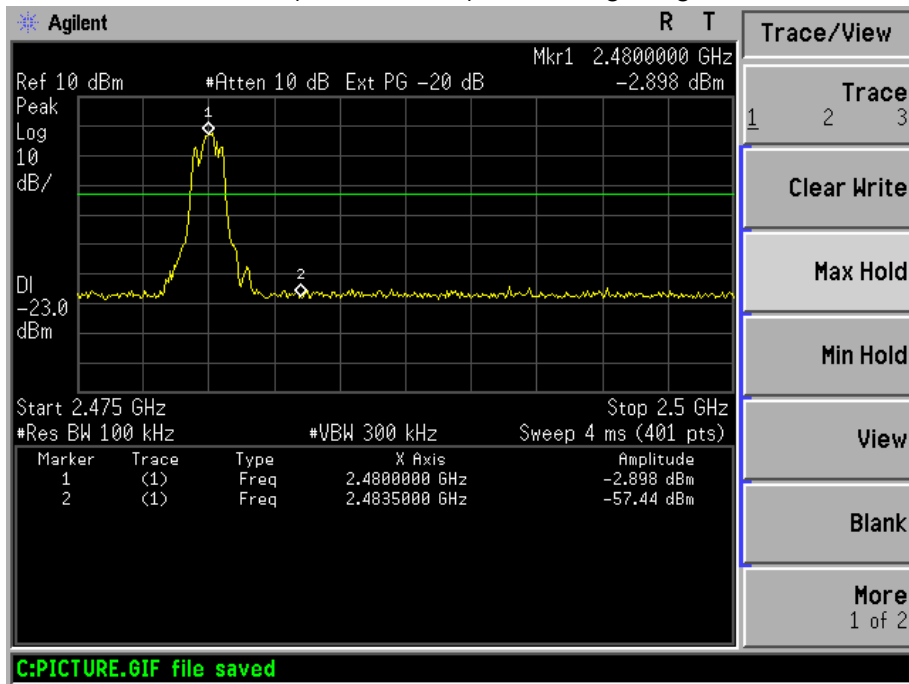 Agilent R T
Mkr1 2.4800000 GHz
Ref 10 dBm #Atten 10 dB Ext PG -20 dB -2.898 dBm
Peak
Log
10
dB/
1
2
DI
-23.0
dBm
Start 2.475 GHz Stop 2.5 GHz
#Res BW 100 kHz #VBW 300 kHz Sweep 4 ms (401 pts)
Marker Trace Type X Axis Amplitude
1 (1) Freq 2.4800000 GHz -2.898 dBm
2 (1) Freq 2.4835000 GHz -57.44 dBm
C:PICTURE.GIF file saved
Trace/View
Trace
1 2 3
Clear Write
Max Hold
Min Hold
View
Blank
More
1 of 2